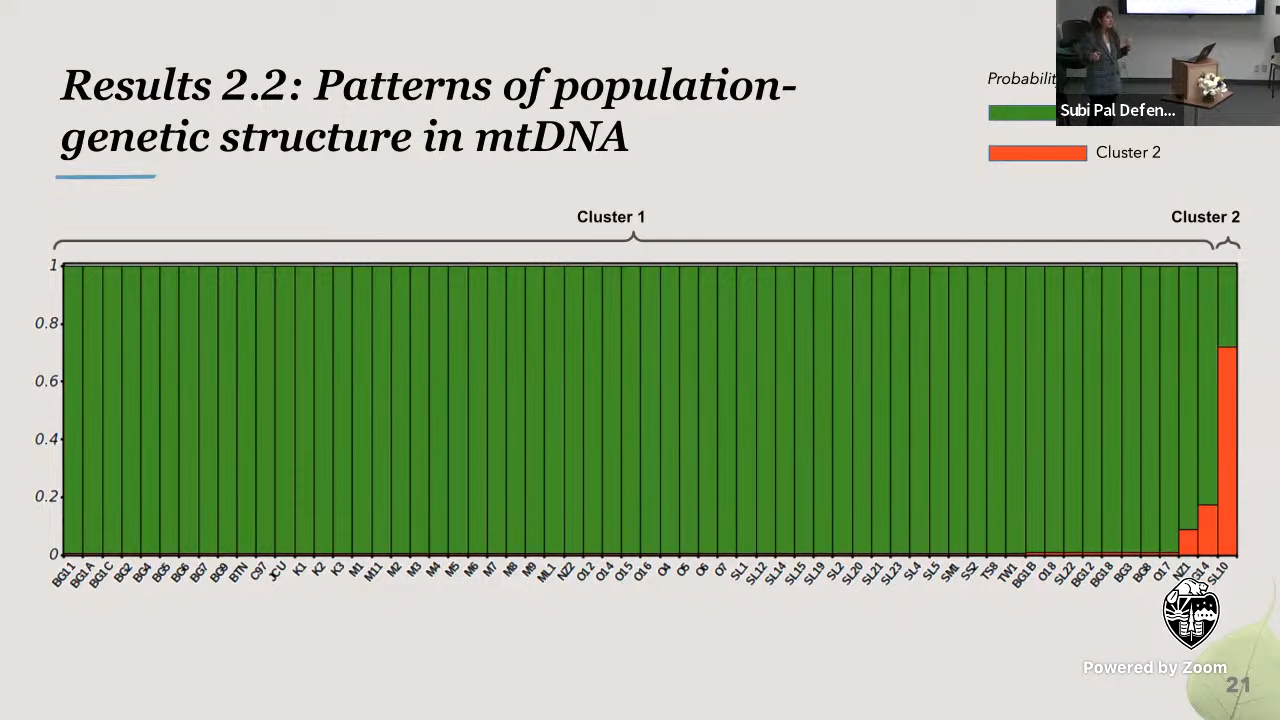 Results 2.2: Patterns of population-
genetic structure in mtDNA
Subi Pal Defen...
Cluster 2
Cluster 1
Cluster 2
1
0.8
0.6
0.4
0.2
0
BG11 BG1A BG1C BG2 BG4 BG5 BG6 BG7 BG9 BTN C97 JCU K1 K2 K3 M1 M11 M2 M3 M4 M5 M6 M7 M8 M9 ML1 NZ2 O12 O14 O15 O16 O4 O5 O6 O7 SL1 SL12 SL14 SL15 SL19 SL2 SL20 SL21 SL23 SL4 SL5 SM1 SS2 TS8 TW1 BG1B O18 SL22 BG12 BG18 BG3 BG8 O17 NZ1 SL10
Powered by Zoom
21